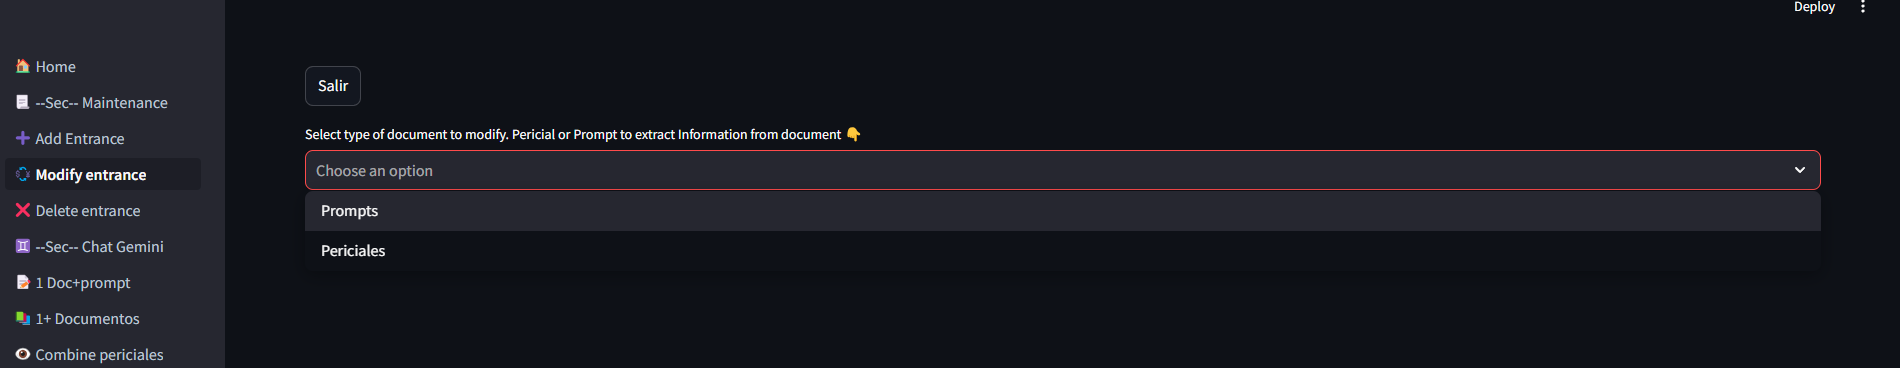 Deploy
Home
--Sec-- Maintenance
Add Entrance
Modify entrance
Delete entrance
--Sec-- Chat Gemini
1 Doc+prompt
1+ Documentos
Combine periciales
Salir
Select type of document to modify. Pericial or Prompt to extract Information from document 👇
Choose an option
Prompts
Periciales